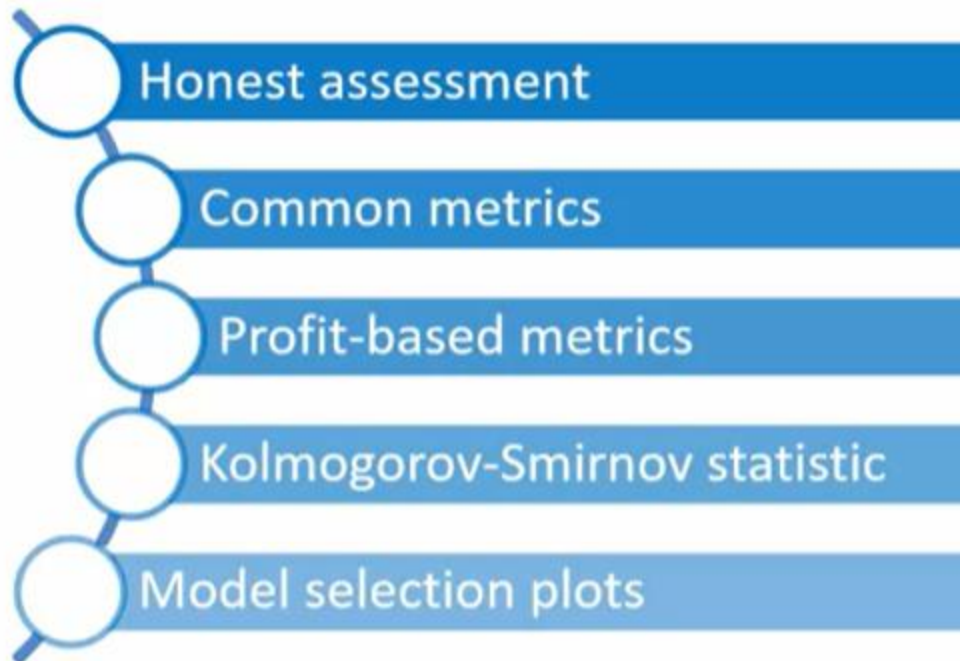 Honest assessment
Common metrics
Profit-based metrics
Kolmogorov-Smirnov statistic
Model selection plots